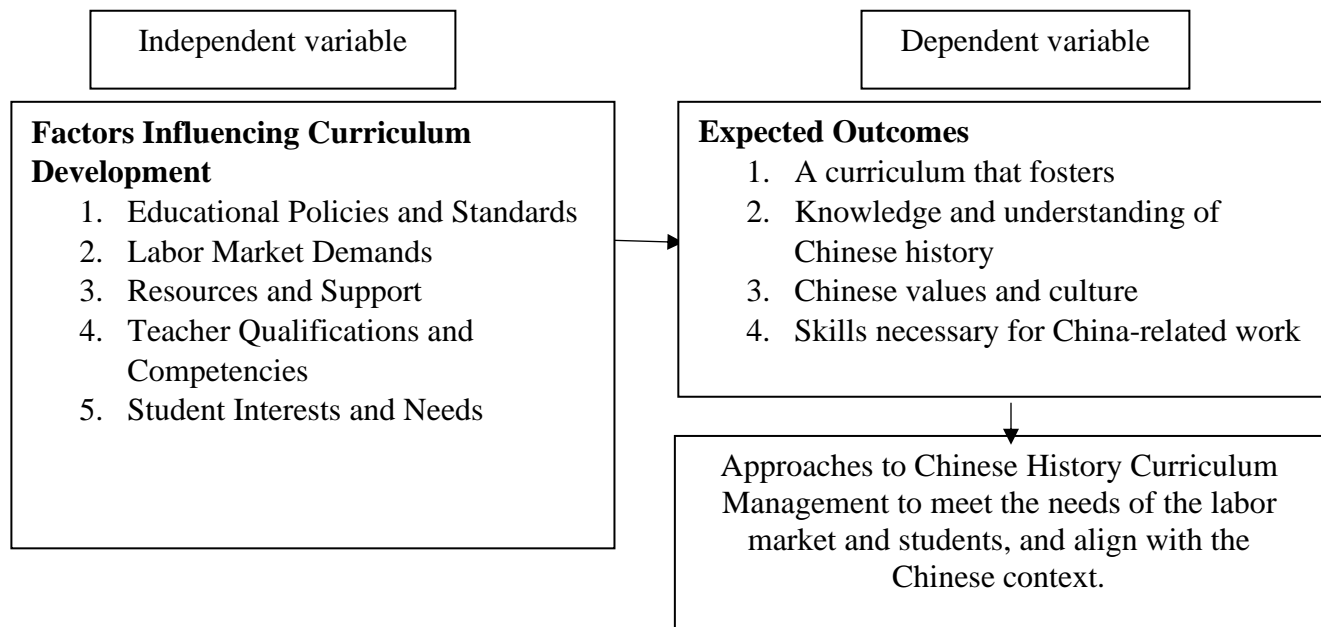 Independent variable
Dependent variable
Factors Influencing Curriculum
Development
1. Educational Policies and Standards
2. Labor Market Demands
3. Resources and Support
4. Teacher Qualifications and
Competencies
5. Student Interests and Needs
Expected Outcomes
1. A curriculum that fosters
2. Knowledge and understanding of
Chinese history
3. Chinese values and culture
4. Skills necessary for China-related work
Approaches to Chinese History Curriculum
Management to meet the needs of the labor
market and students, and align with the
Chinese context.